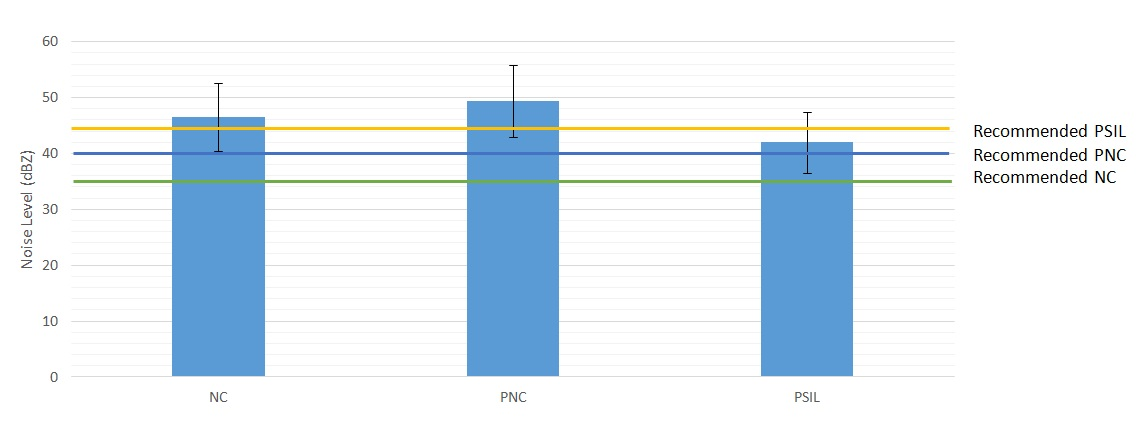 60
50
40
30
20
10
0
Noise Level (dBZ)
NC
PNC
PSIL
Recommended PSIL
Recommended PNC
Recommended NC